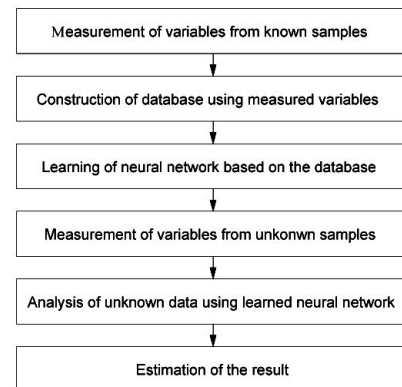 Measurement of variables from known samples
Construction of database using measured variables
Learning of neural network based on the database
Measurement of variables from unkonwn samples
Analysis of unknown data using learned neural network
Estimation of the result